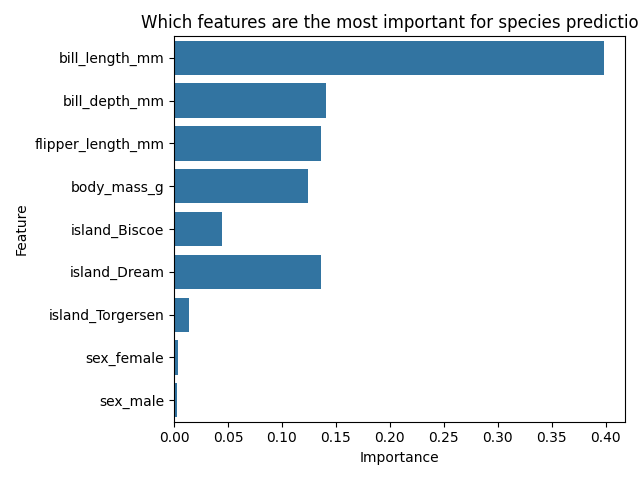 Which features are the most important for species predictio
bill_length_mm
bill_depth_mm
flipper_length_mm
body_mass_g
island_Biscoe
island_Dream
island_Torgersen
sex_female
sex_male
Feature
0.00 0.05 0.10 0.15 0.20 0.25 0.30 0.35 0.40
Importance